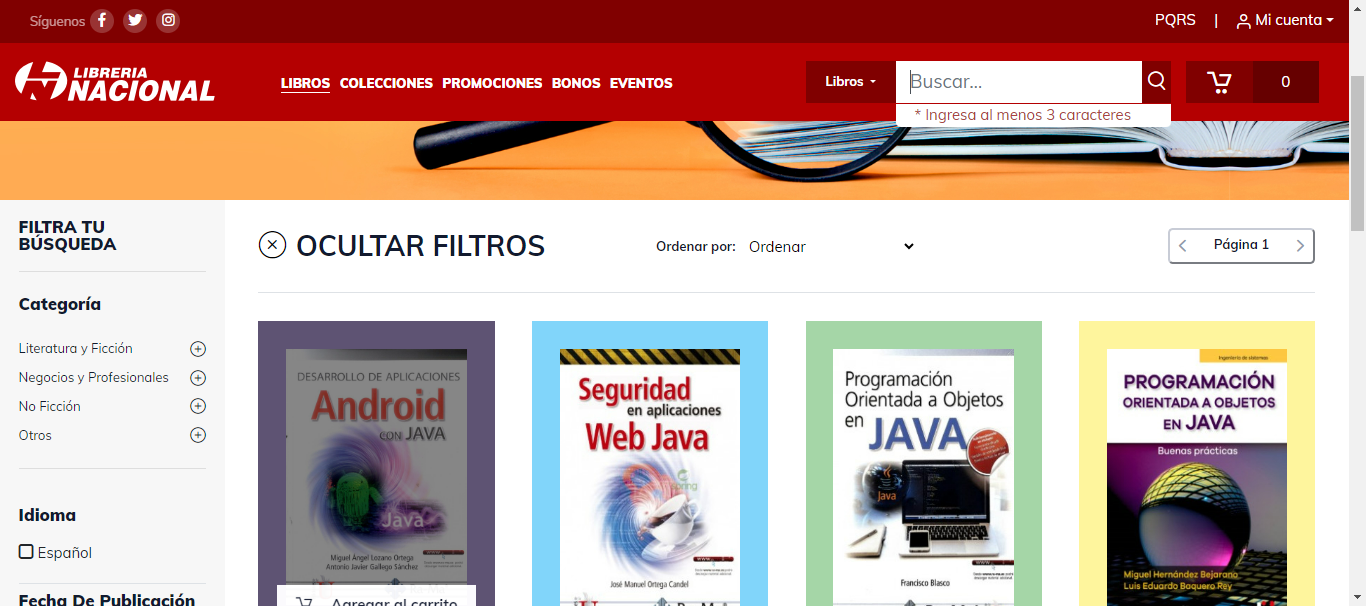 Síguenos
PQRS | Mi cuenta
LIBRERIA
NACIONAL
LIBROS COLECCIONES PROMOCIONES BONOS EVENTOS
Libros
Buscar...
0
* Ingresa al menos 3 caracteres
FILTRA TU
BÚSQUEDA
OCULTAR FILTROS
Ordenar por: Ordenar
Página 1
Categoría
Literatura y Ficción
Negocios y Profesionales
No Ficción
Otros
Idioma
Español
Fecha De Publicación
DESARROLLO DE APLICACIONES
Android
CON JAVA
Java
Miguel Ángel Lozano Ortega
Antonio Javier Gallego Sánchez
Agregar al carrito
Seguridad
en aplicaciones
Web Java
José Manuel Ortega Candel
Programación
Orientada a Objetos
en JAVA
Java
Francisco Blasco
Ingeniería de sistemas
PROGRAMACIÓN
ORIENTADA A OBJETOS
EN JAVA
Buenas prácticas
Miguel Hernández Bejarano
Luis Eduardo Baquero Rey